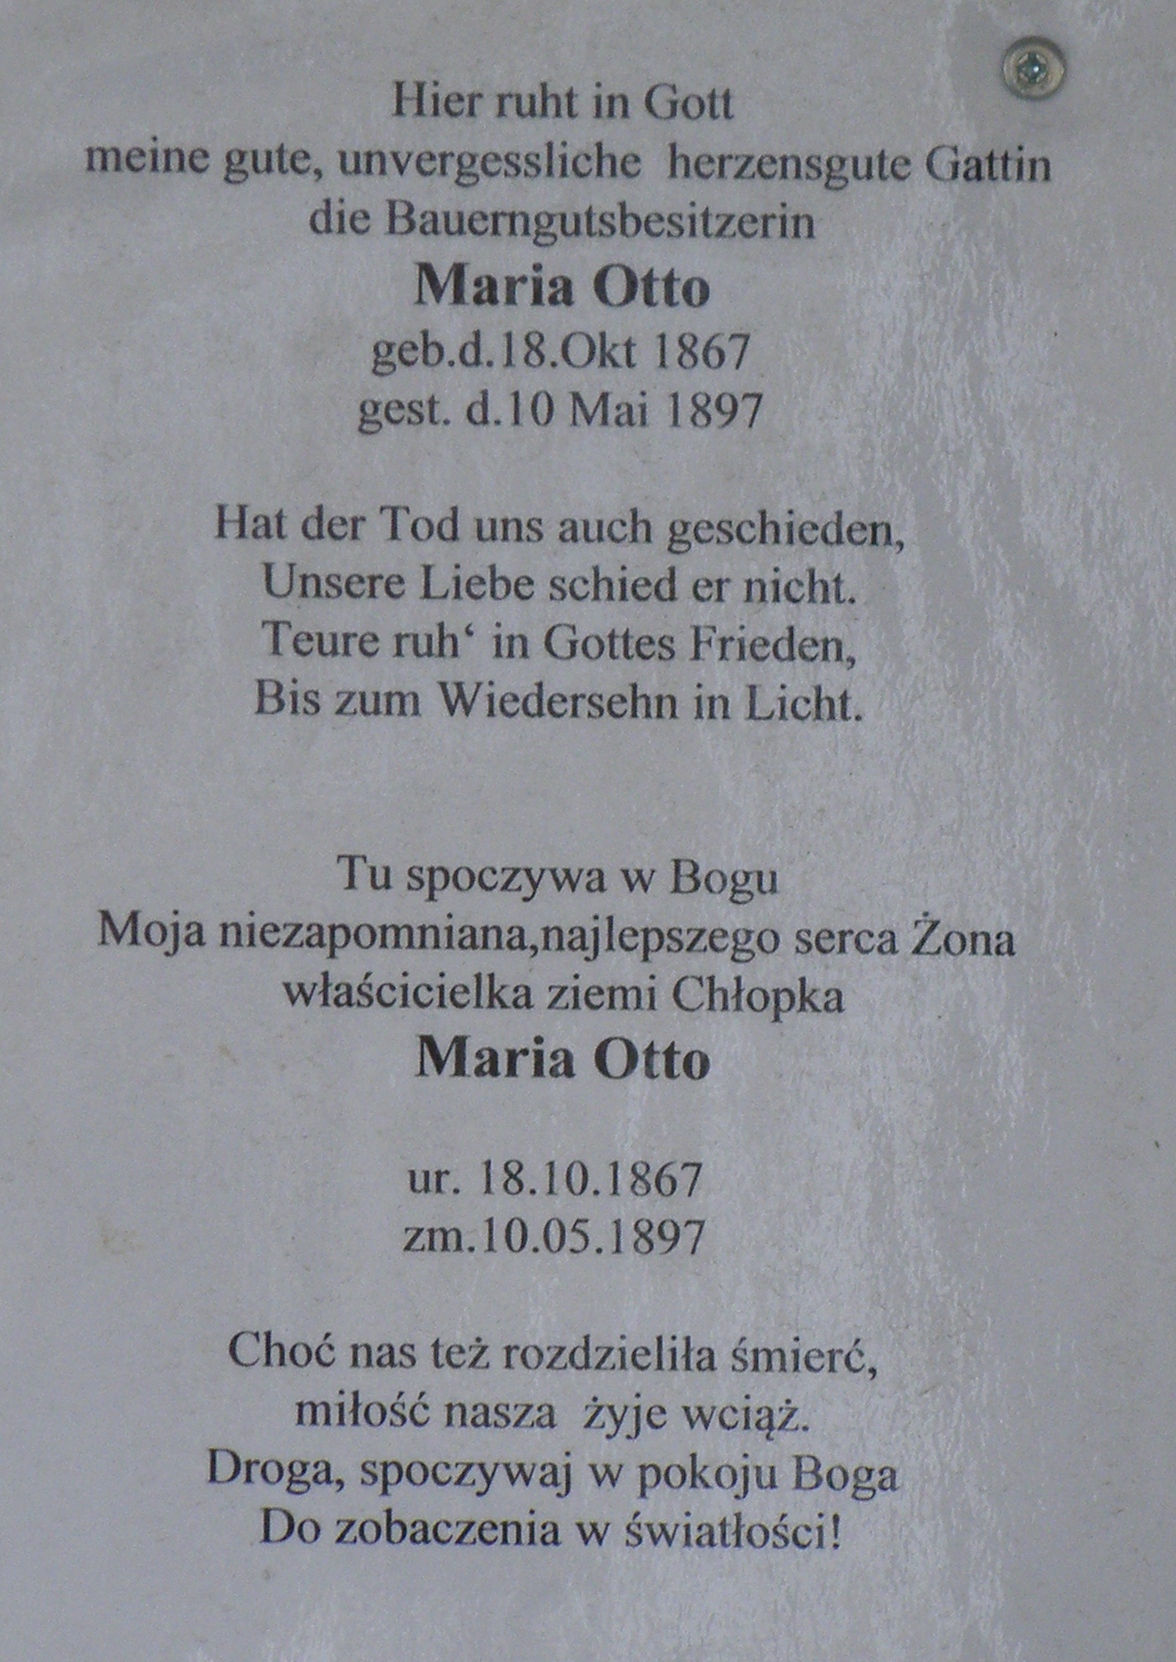 Hier ruht in Gott
meine gute, unvergessliche herzensgute Gattin
die Bauerngutsbesitzerin
Maria Otto
geb.d.18.Okt 1867
gest. d.10 Mai 1897
Hat der Tod uns auch geschieden,
Unsere Liebe schied er nicht.
Teure ruh‘ in Gottes Frieden,
Bis zum Wiedersehn in Licht.
Tu spoczywa w Bogu
Moja niezapomniana,najlepszego serca Żona
właścicielka ziemi Chłopka
Maria Otto
ur. 18.10.1867
zm.10.05.1897
Choć nas też rozdzieliła śmierć,
miłość nasza żyje wciąż.
Droga, spoczywaj w pokoju Boga
Do zobaczenia w światłości!